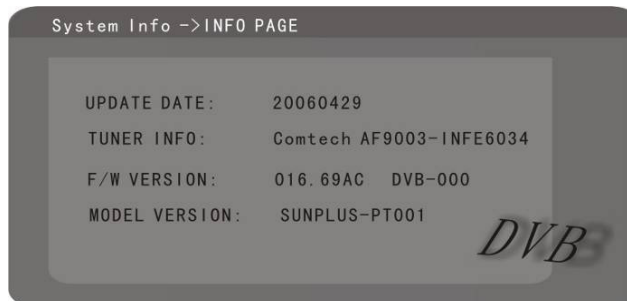 System Info ->INFO PAGE
UPDATE DATE: 20060429
TUNER INFO: Comtech AF9003-INFE6034
F/W VERSION: 016.69AC DVB-000
MODEL VERSION: SUNPLUS-PT001
DVB